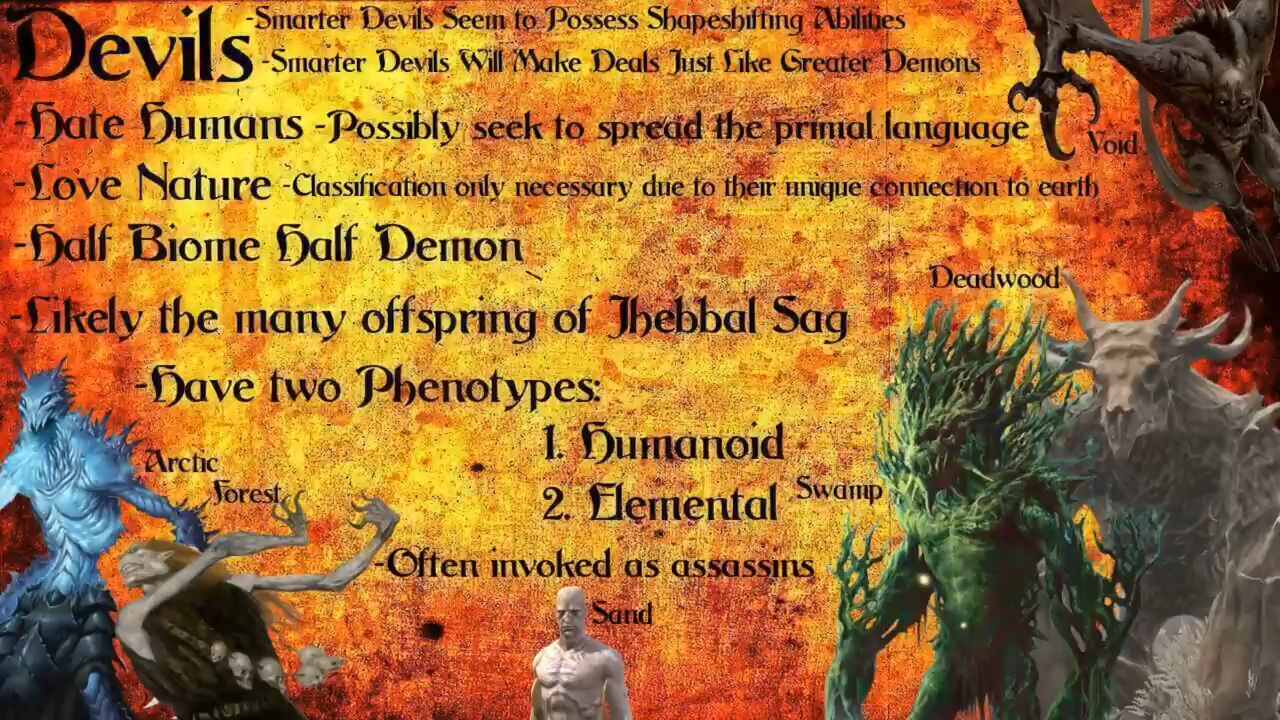 Devils
-Smarter Devils Seem to Possess Shapeshifting Abilities
-Smarter Devils Will Make Deals Just Like Greater Demons
-Hate Humans -Possibly seek to spread the primal language
Void
-Love Nature -Classification only necessary due to their unique connection to earth
-Half Biome Half Demon
Deadwood
-Likely the many offspring of Jhebbal Sag
-Have two Phenotypes:
1. Humanoid
Arctic
Forest
2. Elemental
Swamp
-Often invoked as assassins
Sand